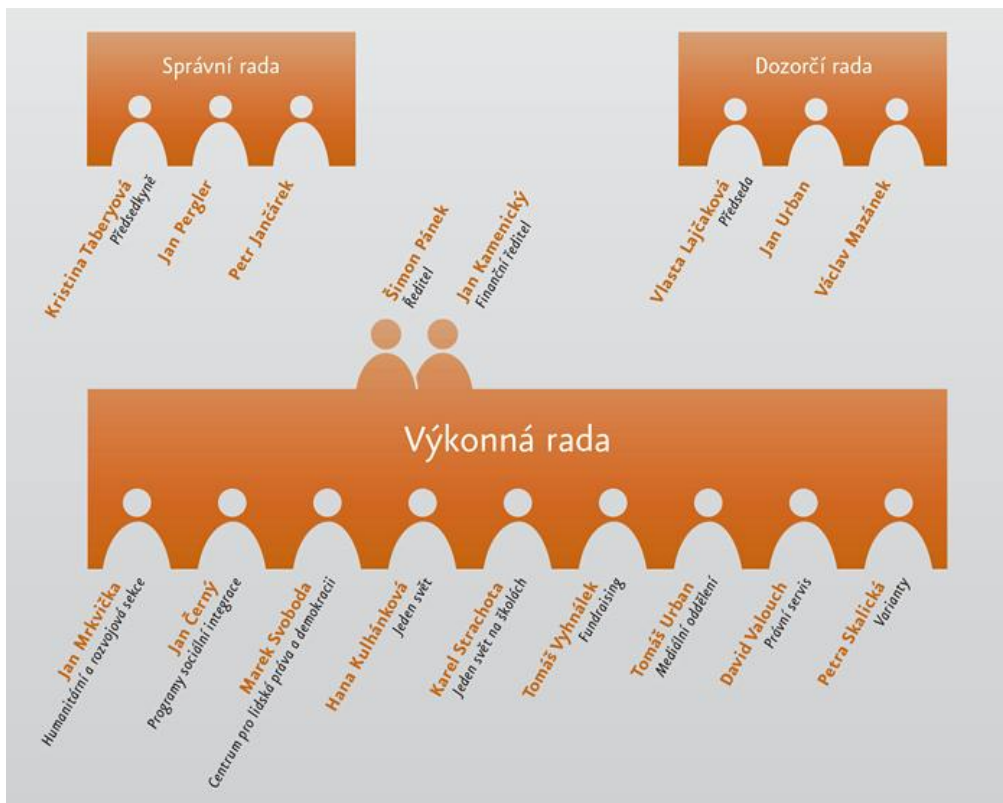 Správní rada
Kristina Taberyová
Předsedkyně
Jan Pergler
Petr Jančárek
Dozorčí rada
Vlasta Lajčaková
Předseda
Jan Urban
Václav Mazánek
Šimon Pánek
Ředitel
Jan Kamenický
Finanční ředitel
Výkonná rada
Jan Mrkvička
Humanitární a rozvojová sekce
Jan Černý
Programy sociální integrace
Marek Svoboda
Centrum pro lidská práva a demokracii
Hana Kulhánková
Jeden svět
Karel Strachota
Jeden svět na školách
Tomáš Vyhnálek
Fundraising
Tomáš Urban
Mediální oddělení
David Valouch
Právní servis
Petra Skalická
Varianty